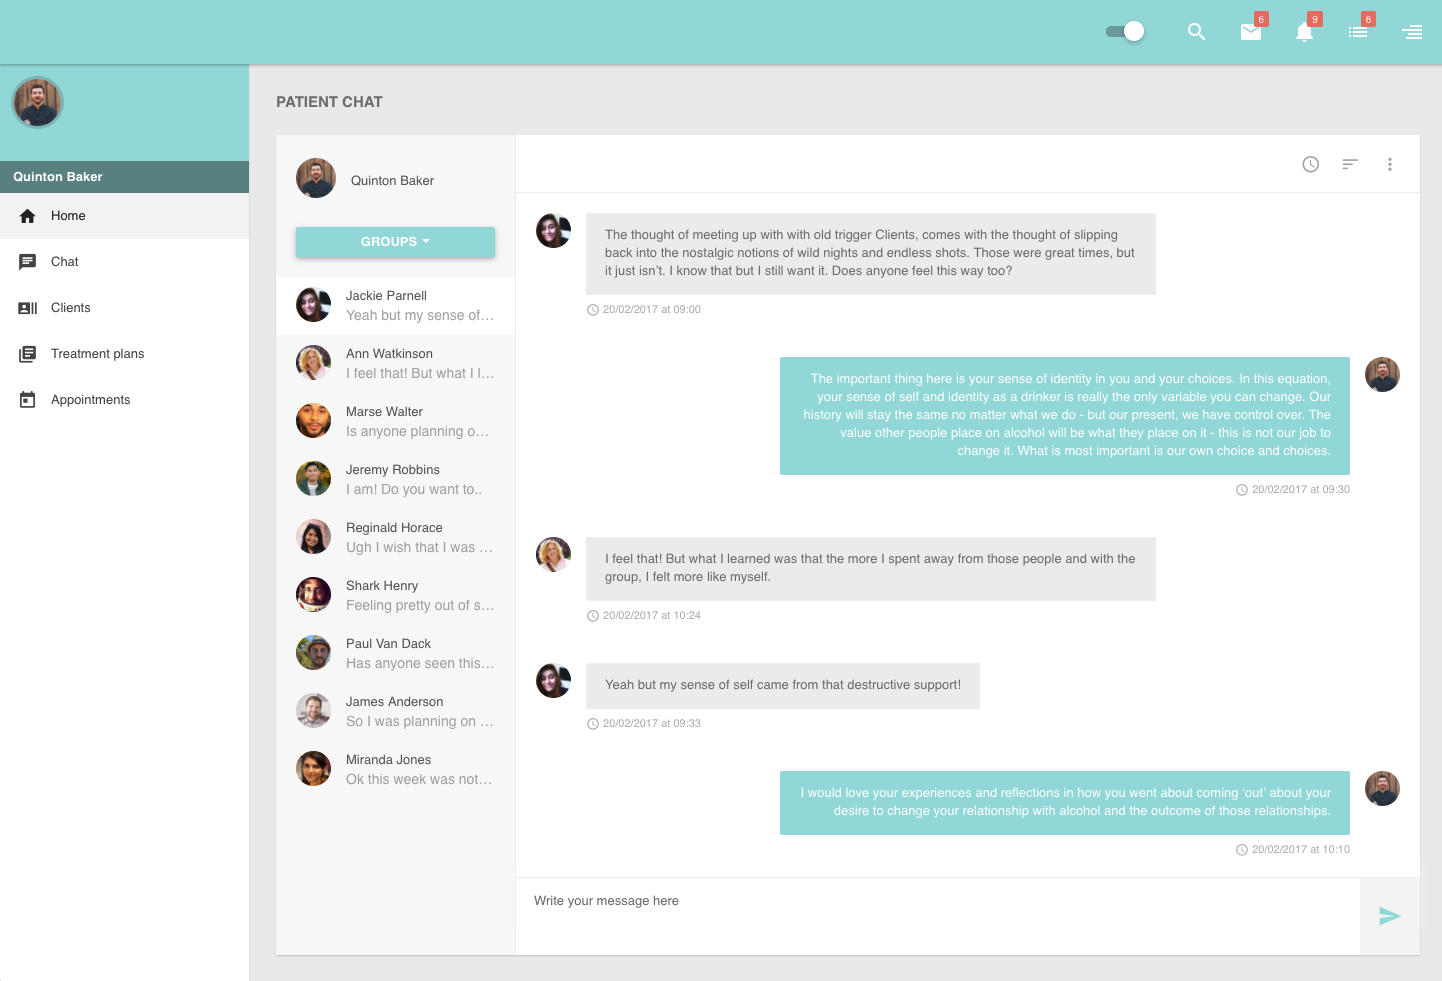 6
9
6
Quinton Baker
Home
Chat
Clients
Treatment plans
Appointments
PATIENT CHAT
Quinton Baker
GROUPS
Jackie Parnell
Yeah but my sense of…
Ann Watkinson
I feel that! But what I l…
Marse Walter
Is anyone planning o…
Jeremy Robbins
I am! Do you want to..
Reginald Horace
Ugh I wish that I was …
Shark Henry
Feeling pretty out of s…
Paul Van Dack
Has anyone seen this…
James Anderson
So I was planning on …
Miranda Jones
Ok this week was not…
The thought of meeting up with with old trigger Clients, comes with the thought of slipping
back into the nostalgic notions of wild nights and endless shots. Those were great times, but
it just isn’t. I know that but I still want it. Does anyone feel this way too?
20/02/2017 at 09:00
The important thing here is your sense of identity in you and your choices. In this equation,
your sense of self and identity as a drinker is really the only variable you can change. Our
history will stay the same no matter what we do - but our present, we have control over. The
value other people place on alcohol will be what they place on it - this is not our job to
change it. What is most important is our own choice and choices.
20/02/2017 at 09:30
I feel that! But what I learned was that the more I spent away from those people and with the
group, I felt more like myself.
20/02/2017 at 10:24
Yeah but my sense of self came from that destructive support!
20/02/2017 at 09:33
I would love your experiences and reflections in how you went about coming ‘out’ about your
desire to change your relationship with alcohol and the outcome of those relationships.
20/02/2017 at 10:10
Write your message here